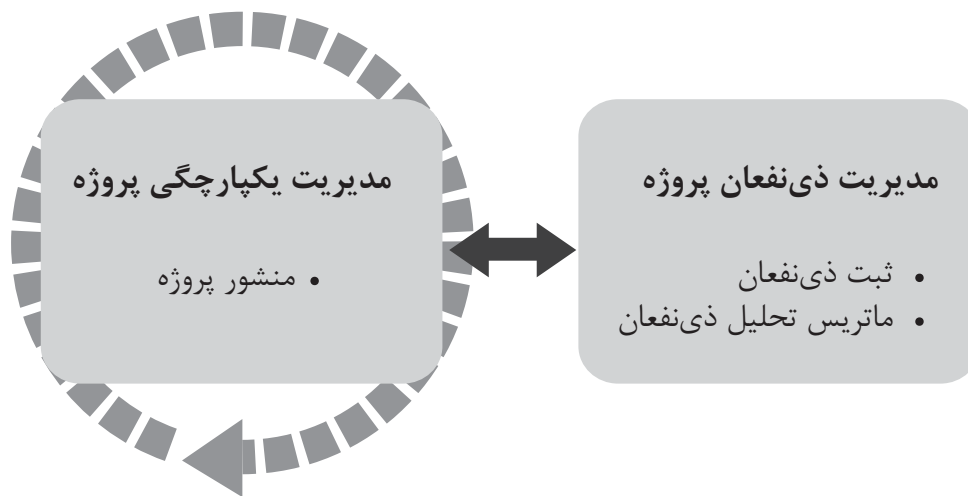 مدیریت ذی‌نفعان پروژه
• ثبت ذی‌نفعان
• ماتریس تحلیل ذی‌نفعان
مدیریت یکپارچگی پروژه
• منشور پروژه